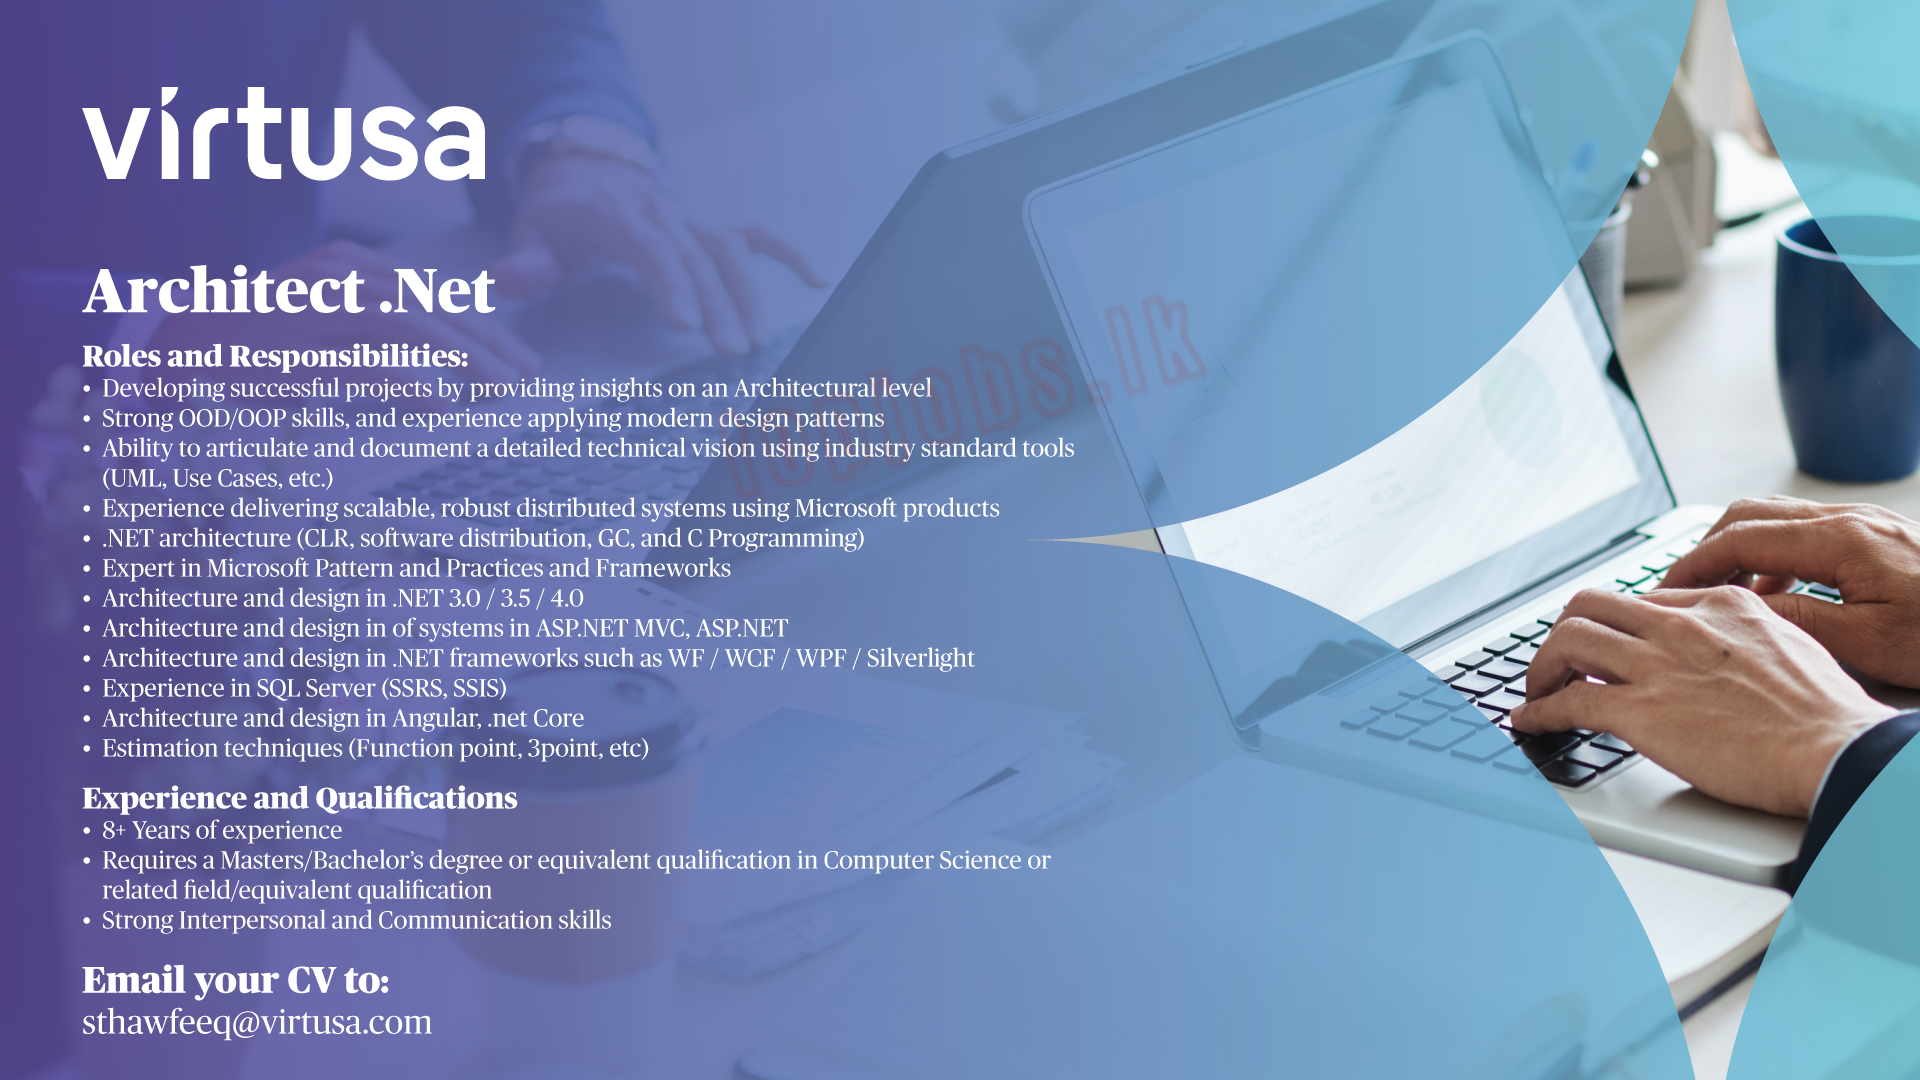 virtusa
Architect .Net
Roles and Responsibilities:
• Developing successful projects by providing insights on an Architectural level
• Strong OOD/OOP skills, and experience applying modern design patterns
• Ability to articulate and document a detailed technical vision using industry standard tools
(UML, Use Cases, etc.)
• Experience delivering scalable, robust distributed systems using Microsoft products
• .NET architecture (CLR, software distribution, GC, and C Programming)
• Expert in Microsoft Pattern and Practices and Frameworks
• Architecture and design in .NET 3.0 / 3.5 / 4.0
• Architecture and design in of systems in ASP.NET MVC, ASP.NET
• Architecture and design in .NET frameworks such as WF / WCF / WPF / Silverlight
• Experience in SQL Server (SSRS, SSIS)
• Architecture and design in Angular, .net Core
• Estimation techniques (Function point, 3point, etc)
Experience and Qualifications
• 8+ Years of experience
• Requires a Masters/Bachelor's degree or equivalent qualification in Computer Science or
related field/equivalent qualification
• Strong Interpersonal and Communication skills
Email your CV to:
sthawfeeq@virtusa.com
topjobs.lk